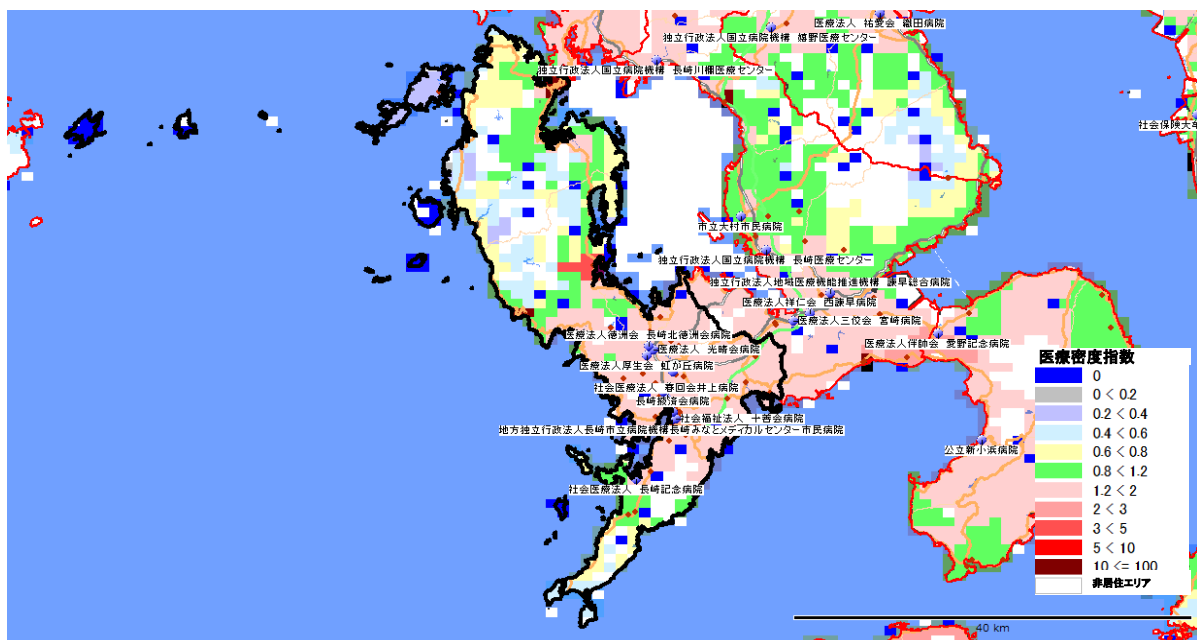 医療法人 祐愛会 織田病院
独立行政法人国立病院機構 嬉野医療センター
独立行政法人国立病院機構 長崎川棚医療センター
社会保険大牟
市立大村市民病院
独立行政法人国立病院機構 長崎医療センター
独立行政法人地域医療機能推進機構 諫早総合病院
医療法人祥仁会 西諫早病院
医療法人三佼会 宮崎病院
医療法人徳洲会 長崎北徳洲会病院
医療法人伴帥会 愛野記念病院
医療法人 光晴会病院
医療法人厚生会 虹が丘病院
社会医療法人 春回会井上病院
長崎掖済会病院
社会福祉法人 十善会病院
地方独立行政法人長崎市立病院機構長崎みなとメディカルセンター市民病院
公立新小浜病院
社会医療法人 長崎記念病院
医療密度指数
0
0 < 0.2
0.2 < 0.4
0.4 < 0.6
0.6 < 0.8
0.8 < 1.2
1.2 < 2
2 < 3
3 < 5
5 < 10
10 <= 100
非居住エリア
40 km